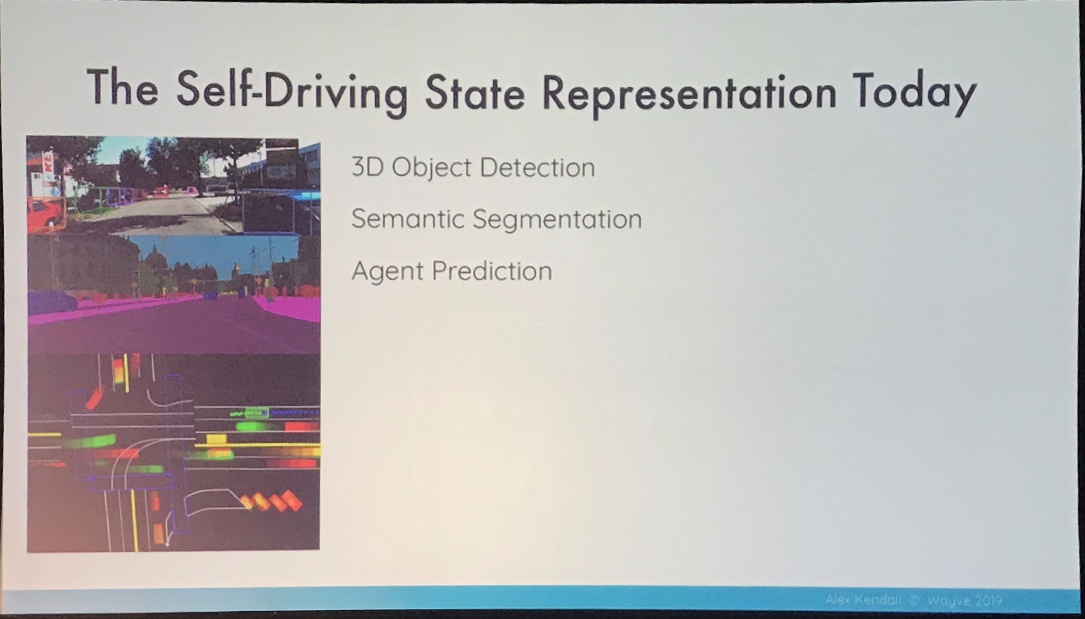 The Self-Driving State Representation Today
3D Object Detection
Semantic Segmentation
Agent Prediction
Alex Kendall © Wayve 2019